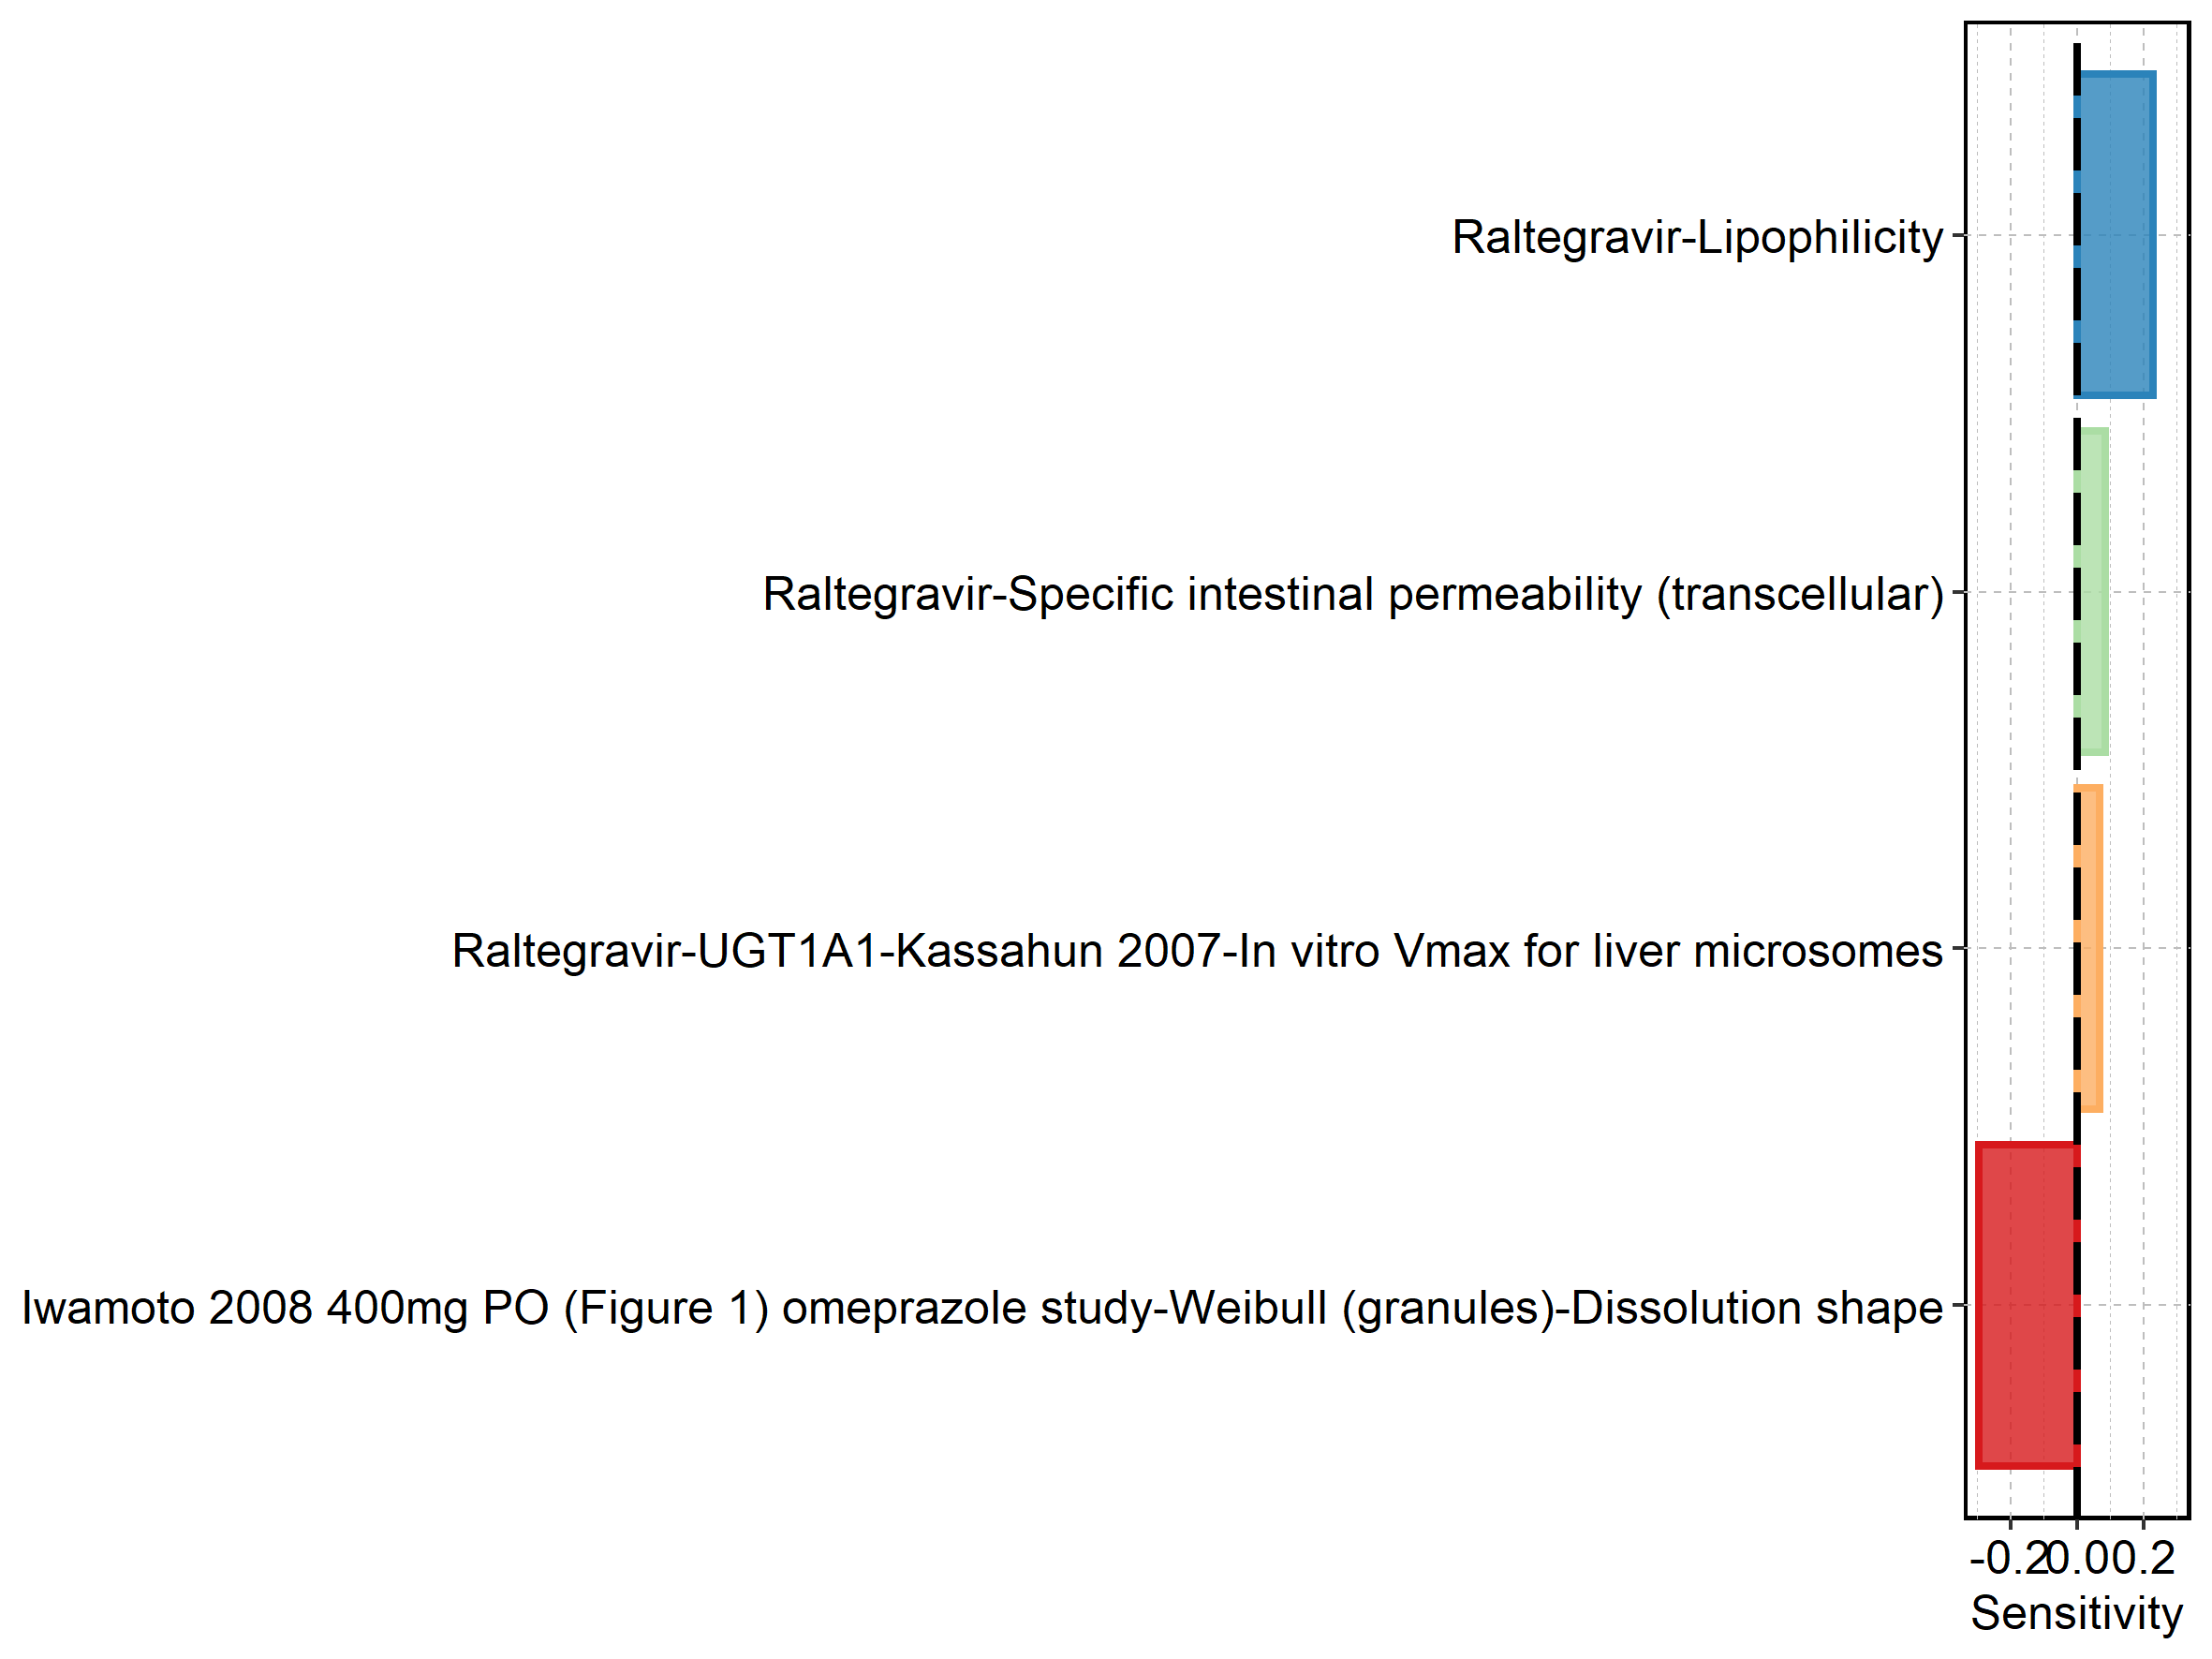 Raltegravir-Lipophilicity
Raltegravir-Specific intestinal permeability (transcellular)
Raltegravir-UGT1A1-Kassahun 2007-In vitro Vmax for liver microsomes
Iwamoto 2008 400mg PO (Figure 1) omeprazole study-Weibull (granules)-Dissolution shape
-0.2 0.0 0.2
Sensitivity